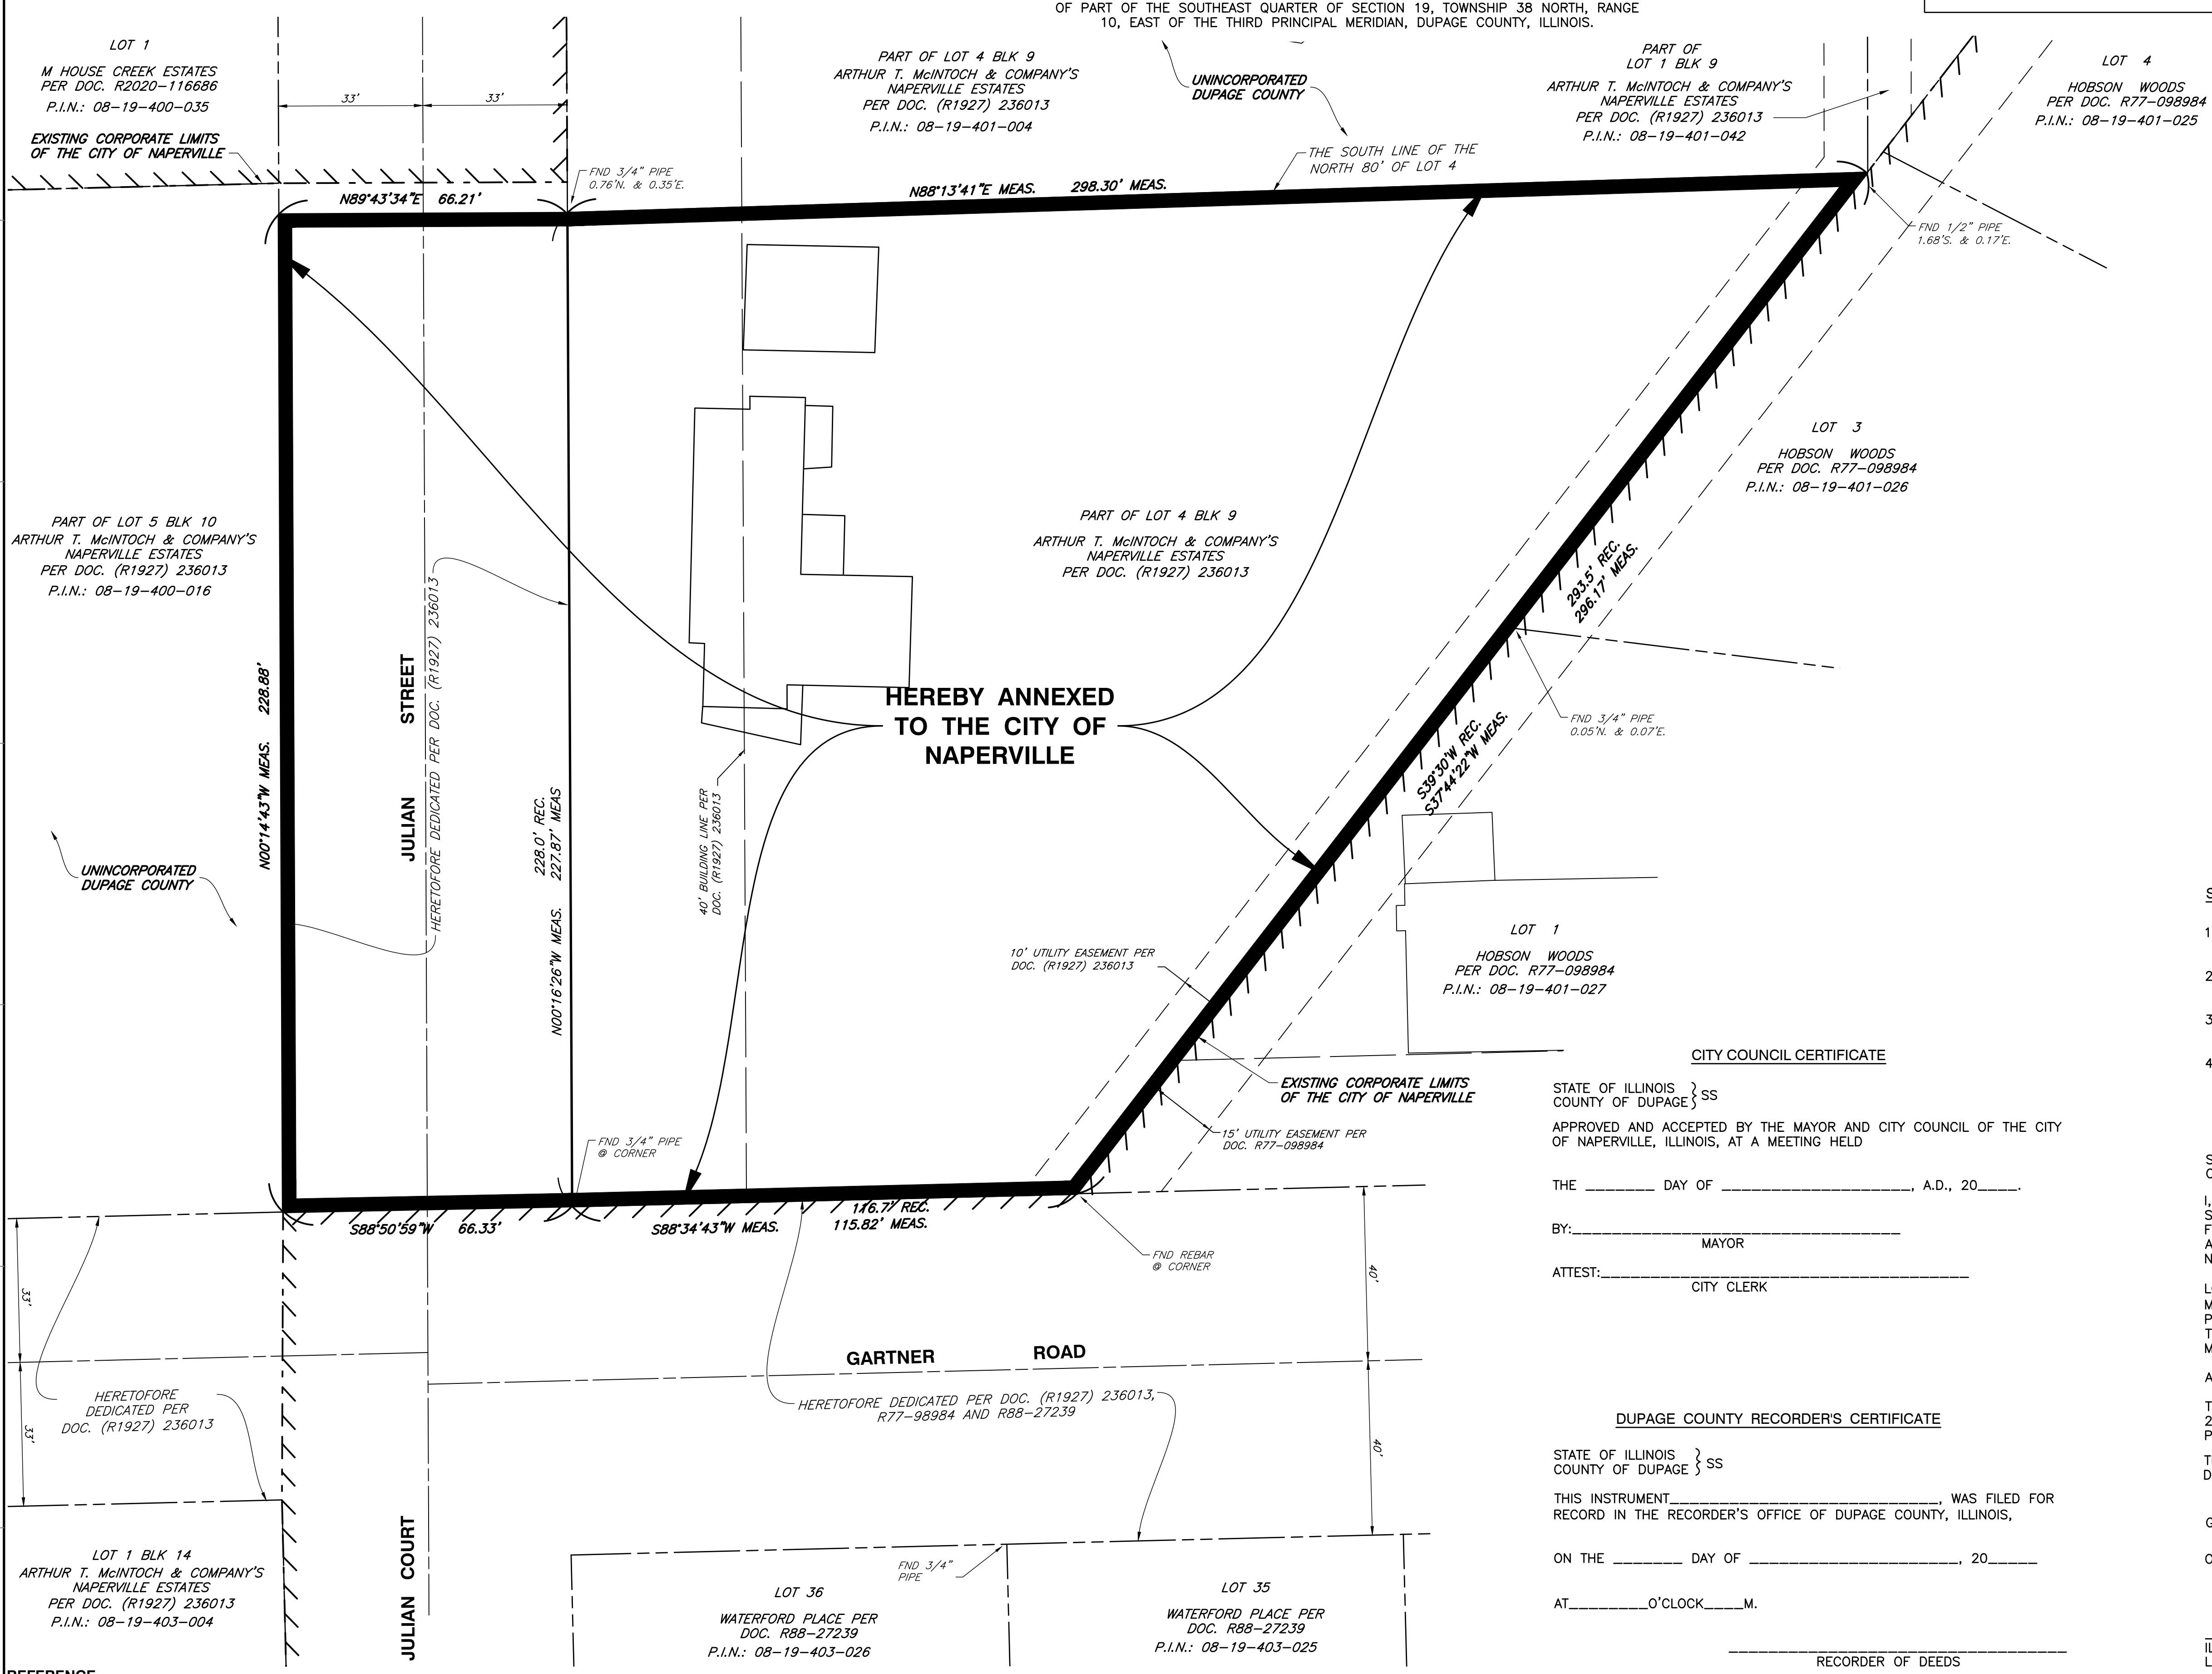 OF PART OF THE SOUTHEAST QUARTER OF SECTION 19, TOWNSHIP 38 NORTH, RANGE
10, EAST OF THE THIRD PRINCIPAL MERIDIAN, DUPAGE COUNTY, ILLINOIS.
LOT 1
M HOUSE CREEK ESTATES
PER DOC. R2020-116686
P.I.N.: 08-19-400-035
EXISTING CORPORATE LIMITS
OF THE CITY OF NAPERVILLE
33'
33'
PART OF LOT 4 BLK 9
ARTHUR T. McINTOCH & COMPANY'S
NAPERVILLE ESTATES
PER DOC. (R1927) 236013
P.I.N.: 08-19-401-004
UNINCORPORATED
DUPAGE COUNTY
PART OF
LOT 1 BLK 9
ARTHUR T. McINTOCH & COMPANY'S
NAPERVILLE ESTATES
PER DOC. (R1927) 236013
P.I.N.: 08-19-401-042
LOT 4
HOBSON WOODS
PER DOC. R77-098984
P.I.N.: 08-19-401-025
THE SOUTH LINE OF THE
NORTH 80' OF LOT 4
FND 3/4" PIPE
0.76'N. & 0.35'E.
N89°43'34"E 66.21'
N88°13'41"E MEAS. 298.30' MEAS.
FND 1/2" PIPE
1.68'S. & 0.17'E.
LOT 3
HOBSON WOODS
PER DOC. R77-098984
P.I.N.: 08-19-401-026
PART OF LOT 5 BLK 10
ARTHUR T. McINTOCH & COMPANY'S
NAPERVILLE ESTATES
PER DOC. (R1927) 236013
P.I.N.: 08-19-400-016
PART OF LOT 4 BLK 9
ARTHUR T. McINTOCH & COMPANY'S
NAPERVILLE ESTATES
PER DOC. (R1927) 236013
293.5' REC.
296.17' MEAS.
N00°14'43"W MEAS. 228.88'
JULIAN STREET
HERETOFORE DEDICATED PER DOC. (R1927) 236013
228.0' REC.
227.87' MEAS
N00°16'26"W MEAS.
40' BUILDING LINE PER
DOC. (R1927) 236013
HEREBY ANNEXED
TO THE CITY OF
NAPERVILLE
FND 3/4" PIPE
0.05'N. & 0.07'E.
S39°30'W REC.
S37°44'22"W MEAS.
UNINCORPORATED
DUPAGE COUNTY
10' UTILITY EASEMENT PER
DOC. (R1927) 236013
LOT 1
HOBSON WOODS
PER DOC. R77-098984
P.I.N.: 08-19-401-027
EXISTING CORPORATE LIMITS
OF THE CITY OF NAPERVILLE
15' UTILITY EASEMENT PER
DOC. R77-098984
FND 3/4" PIPE
@ CORNER
S88°50'59"W 66.33'
S88°34'43"W MEAS.
116.7' REC.
115.82' MEAS.
FND REBAR
@ CORNER
33'
33'
40'
40'
GARTNER ROAD
HERETOFORE
DEDICATED PER
DOC. (R1927) 236013
HERETOFORE DEDICATED PER DOC. (R1927) 236013,
R77-98984 AND R88-27239
JULIAN COURT
LOT 1 BLK 14
ARTHUR T. McINTOCH & COMPANY'S
NAPERVILLE ESTATES
PER DOC. (R1927) 236013
P.I.N.: 08-19-403-004
FND 3/4"
PIPE
LOT 36
WATERFORD PLACE PER
DOC. R88-27239
P.I.N.: 08-19-403-026
LOT 35
WATERFORD PLACE PER
DOC. R88-27239
P.I.N.: 08-19-403-025
CITY COUNCIL CERTIFICATE
STATE OF ILLINOIS
COUNTY OF DUPAGE } SS
APPROVED AND ACCEPTED BY THE MAYOR AND CITY COUNCIL OF THE CITY
OF NAPERVILLE, ILLINOIS, AT A MEETING HELD
THE _______ DAY OF ___________________, A.D., 20____.
BY:_________________________________
MAYOR
ATTEST:_____________________________________
CITY CLERK
DUPAGE COUNTY RECORDER'S CERTIFICATE
STATE OF ILLINOIS
COUNTY OF DUPAGE } SS
THIS INSTRUMENT___________________________, WAS FILED FOR
RECORD IN THE RECORDER'S OFFICE OF DUPAGE COUNTY, ILLINOIS,
ON THE _______ DAY OF _____________________, 20_____
AT________O'CLOCK____M.
RECORDER OF DEEDS
1
2
3
4